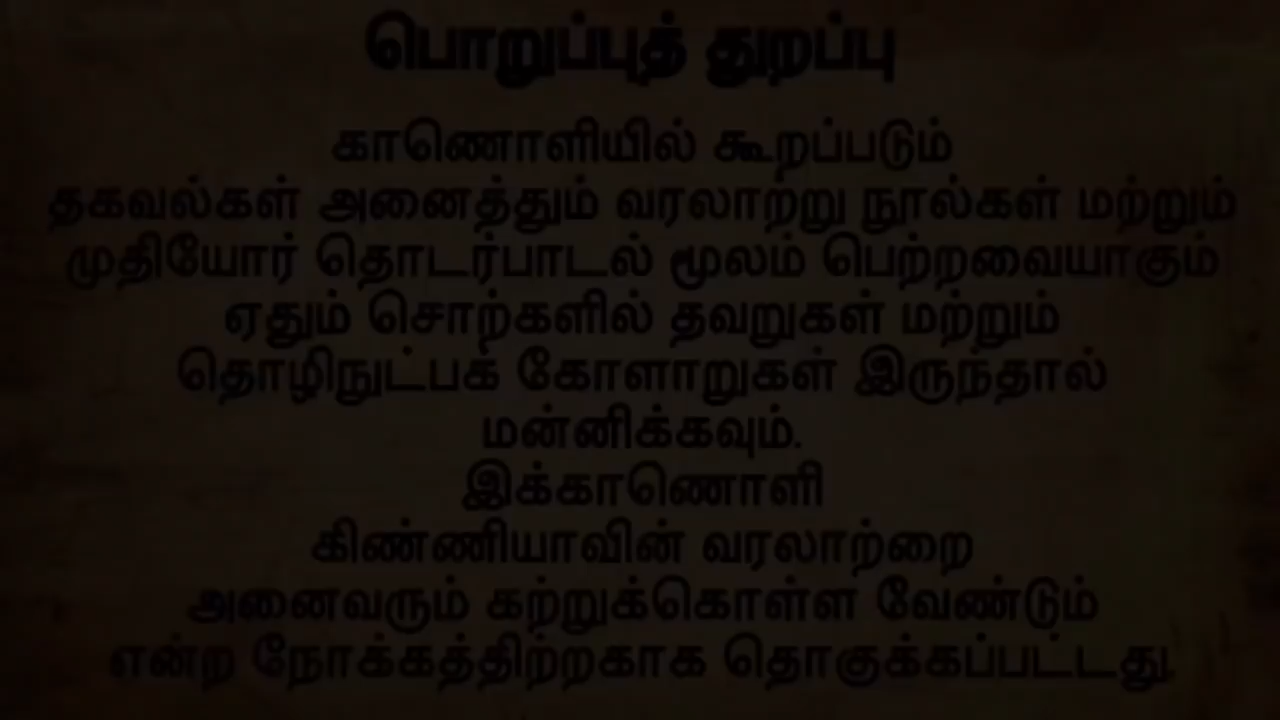 பொறுப்புத் துறப்பு
காணொளியில் கூறப்படும்
தகவல்கள் அனைத்தும் வரலாற்று நூல்கள் மற்றும்
முதியோர் தொடர்பாடல் மூலம் பெற்றவையாகும்
ஏதும் சொற்களில் தவறுகள் மற்றும்
தொழிநுட்பக் கோளாறுகள் இருந்தால்
மன்னிக்கவும்.
இக்காணொளி
கிண்ணியாவின் வரலாற்றை
அனைவரும் கற்றுக்கொள்ள வேண்டும்
என்ற நோக்கத்திற்றகாக தொகுக்கப்பட்டது.